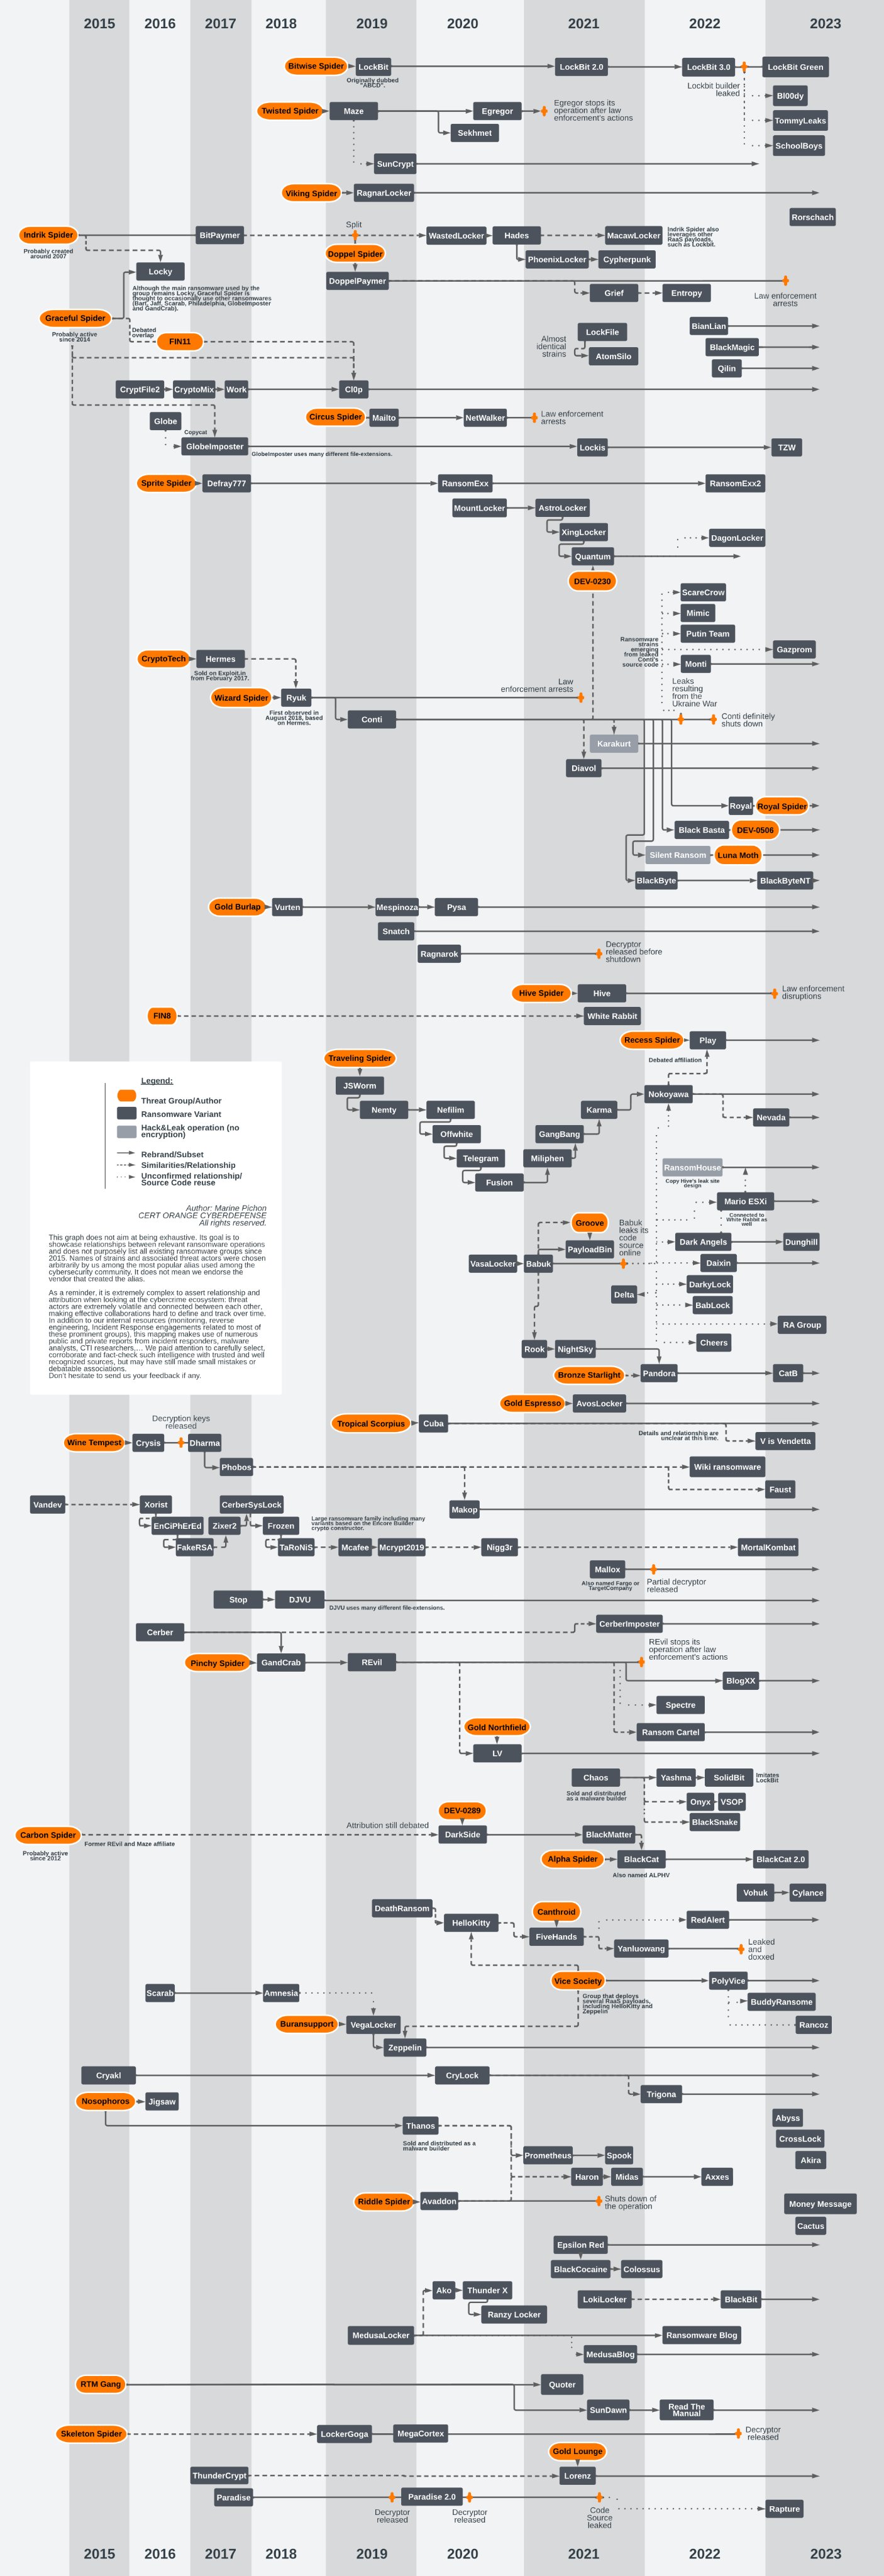 2015 2016 2017 2018 2019 2020 2021 2022 2023
Bitwise Spider LockBit LockBit 2.0 LockBit 3.0 LockBit Green
Originally dubbed
"ABCD".
Lockbit builder
leaked
Bl00dy
TommyLeaks
SchoolBoys
Twisted Spider Maze Egregor
Egregor stops its
operation after law
enforcement's actions
Sekhmet
SunCrypt
Viking Spider RagnarLocker
Rorschach
Split
Indrik Spider BitPaymer WastedLocker Hades MacawLocker
Probably created
around 2007
Indrik Spider also
leverages other
RaaS payloads,
such as Lockbit.
Doppel Spider
PhoenixLocker Cypherpunk
Locky
DoppelPaymer
Although the main ransomware used by the
group remains Locky, Graceful Spider is
thought to occasionally use other ransomwares
(Bart, Jaff, Scarab, Philadelphia, GlobeImposter
and GandCrab).
Grief Entropy
Law enforcement
arrests
Graceful Spider
Probably active
since 2014
Debated
overlap
FIN11
LockFile
Almost
identical
strains
AtomSilo
BianLian
BlackMagic
Qilin
CryptFile2 CryptoMix Work Cl0p
Globe
Copycat
GlobeImposter
GlobeImposter uses many different file-extensions.
Circus Spider Mailto NetWalker
Law enforcement
arrests
Lockis TZW
Sprite Spider Defray777 RansomExx RansomExx2
MountLocker AstroLocker
XingLocker
Quantum
DagonLocker
DEV-0230
ScareCrow
Mimic
Putin Team
Ransomware
strains
emerging
from leaked
Conti's
source code
Gazprom
Monti
CryptoTech Hermes
Sold on Exploit.in
from February 2017.
Wizard Spider Ryuk
First observed in
August 2018, based
on Hermes.
Law
enforcement arrests
Leaks
resulting
from the
Ukraine War
Conti
Conti definitely
shuts down
Karakurt
Diavol
Royal Royal Spider
Black Basta DEV-0506
Silent Ransom Luna Moth
BlackByte BlackByteNT
Gold Burlap Vurten Mespinoza Pysa
Snatch
Ragnarok
Decryptor
released before
shutdown
Hive Spider Hive
Law enforcement
disruptions
FIN8 White Rabbit
Recess Spider Play
Debated affiliation
Traveling Spider
JSWorm
Nemty Nefilim
Offwhite
Telegram
Fusion
Miliphen
GangBang
Karma
Nokoyawa
Nevada
RansomHouse
Copy Hive's leak site
design
Mario ESXi
Connected to
White Rabbit as
well
Legend:
Threat Group/Author
Ransomware Variant
Hack&Leak operation (no
encryption)
Rebrand/Subset
Similarities/Relationship
Unconfirmed relationship/
Source Code reuse
Author: Marine Pichon
CERT ORANGE CYBERDEFENSE
All rights reserved.
This graph does not aim at being exhaustive. Its goal is to
showcase relationships between major ransomware operations
and does not purposely list all existing ransomware groups since
2015. Names of strains and associated threat actors were chosen
arbitrarily by us among the most popular alias used among the
cybersecurity community. It does not mean we endorse the
vendor that created the alias.
As a reminder, it is extremely complex to assert relationship and
attribution when looking at the cybercrime ecosystem: threat
actors are extremely volatile and connected between each other,
making effective collaborations hard to define and track over time.
In addition to our internal resources (monitoring, reverse
engineering, Incident Response engagements related to most of
these prominent groups), this mapping makes use of numerous
public and private reports from incident responders, malware
analysts, CTI researchers,... We paid attention to carefully select,
corroborate and fact-check such intelligence with trusted and well
recognized sources, but may have still made small mistakes or
debatable associations.
Don't hesitate to send us your feedback if any.
Groove
Babuk
leaks its
code
source
online
PayloadBin
VasaLocker Babuk
Dark Angels Dunghill
Daixin
DarkyLock
Delta
BabLock
RA Group
Cheers
Rook NightSky
Bronze Starlight Pandora CatB
Gold Espresso AvosLocker
Tropical Scorpius Cuba
Details and relationship are
unclear at this time.
V is Vendetta
Decryption keys
released
Wine Tempest Crysis Dharma
Phobos Wiki ransomware
Faust
Makop
Vandev Xorist CerberSysLock
EnCiPhErEd Zixer2 Frozen
Large ransomware family including many
variants based on the Encore Builder
crypto constructor.
FakeRSA TaRoNiS Mcafee Mcrypt2019 Nigg3r MortalKombat
Mallox
Also named Fargo or
TargetCompany
Partial decryptor
released
Stop DJVU
DJVU uses many different file-extensions.
Cerber CerberImposter
REvil stops its
operation after law
enforcement's actions
Pinchy Spider GandCrab REvil
BlogXX
Spectre
Ransom Cartel
Gold Northfield
LV
Chaos
Sold and distributed
as a malware builder
Yashma SolidBit
Imitates
LockBit
Onyx VSOP
BlackSnake
DEV-0289
Attribution still debated
Carbon Spider
Former REvil and Maze affiliate
Probably active
since 2012
DarkSide BlackMatter
Alpha Spider BlackCat BlackCat 2.0
Also named ALPHV
Vohuk Cylance
DeathRansom
HelloKitty
Canthroid
FiveHands
RedAlert
Yanluowang
Leaked
and
doxxed
Vice Society PolyVice
Group that deploys
several RaaS payloads,
including HelloKitty and
Zeppelin
BuddyRansome
Rancoz
Scarab Amnesia
Buransupport VegaLocker
Zeppelin
Cryakl CryLock
Trigona
Nosophoros Jigsaw
Thanos
Sold and distributed as a
malware builder
Abyss
CrossLock
Akira
Prometheus Spook
Haron Midas Axxes
Riddle Spider Avaddon
Shuts down of
the operation
Money Message
Cactus
Epsilon Red
BlackCocaine Colossus
Ako Thunder X
Ranzy Locker
LokiLocker BlackBit
MedusaLocker Ransomware Blog
MedusaBlog
RTM Gang Quoter
SunDawn
Read The
Manual
Skeleton Spider LockerGoga MegaCortex
Decryptor
released
Gold Lounge
ThunderCrypt Lorenz
Paradise Paradise 2.0
Decryptor
released
Decryptor
released
Code
Source
leaked
Rapture
2015 2016 2017 2018 2019 2020 2021 2022 2023